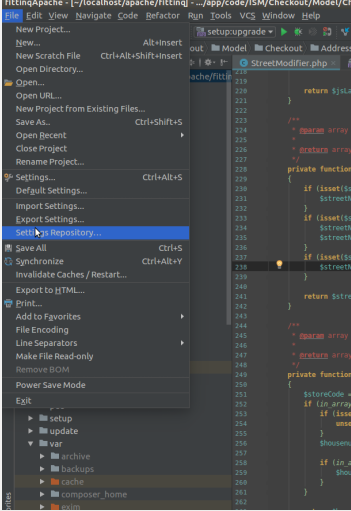 fittinqApache - [~/localhost/apache/fittinq] - .../app/code/ISM/Checkout/Model/Ch
File Edit View Navigate Code Refactor Run Tools VCS Window Help
New Project...
New... Alt+Insert
New Scratch File Ctrl+Alt+Shift+Insert
Open Directory...
Open...
Open URL...
New Project from Existing Files...
Save As.. Ctrl+Shift+S
Open Recent
Close Project
Rename Project...
Settings... Ctrl+Alt+S
Default Settings...
Import Settings...
Export Settings...
Settings Repository...
Save All Ctrl+S
Synchronize Ctrl+Alt+Y
Invalidate Caches / Restart...
Export to HTML...
Print...
Add to Favorites
File Encoding
Line Separators
Make File Read-only
Remove BOM
Power Save Mode
Exit
setup
update
var
archive
backups
cache
composer_home
exim
setup:upgrade
out Model Checkout Address
StreetModifier.php ×
pache/fittin
219
220 return $jsLa
221 }
222
223 /**
224 * @param array
225 *
226 * @return array
227 */
228 private function
229 {
230 if (isset($s
231 $streetN
232 }
233 if (isset($s
234 $streetN
235 $streetN
236 }
237 if (isset($s
238 $streetN
239 }
240
241 return $stre
242 }
243
244 /**
245 * @param array
246 *
247 * @return array
248 */
249 private function
250 {
251 $storeCode =
252 if (in_array
253 if (isse
254 unse
255 }
256 $housenu
257
258 if (in_a
259 $hou
260 }
261 }
262